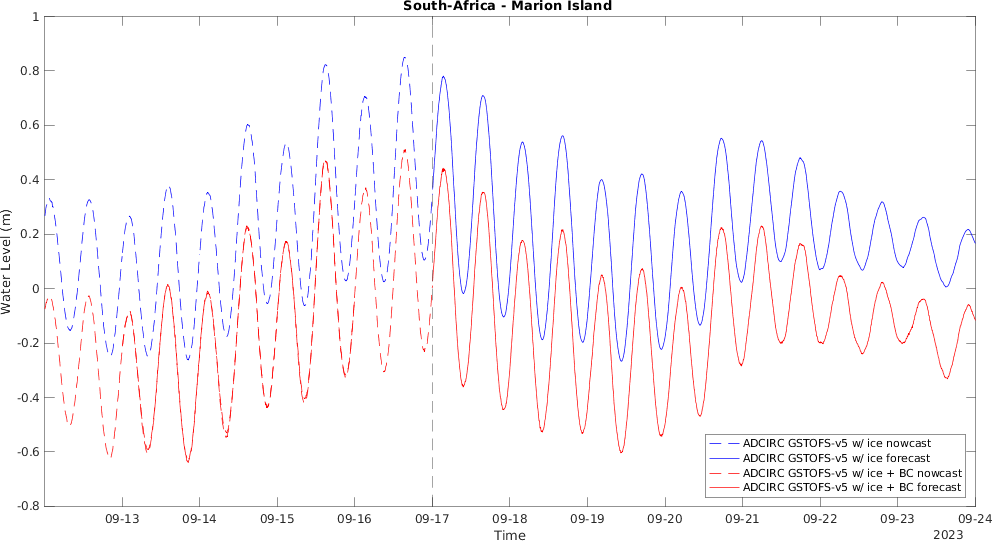 South-Africa - Marion Island
1
0.8
0.6
0.4
0.2
0
-0.2
-0.4
-0.6
-0.8
Water Level (m)
ADCIRC GSTOFS-v5 w/ ice nowcast
ADCIRC GSTOFS-v5 w/ ice forecast
ADCIRC GSTOFS-v5 w/ ice + BC nowcast
ADCIRC GSTOFS-v5 w/ ice + BC forecast
09-13 09-14 09-15 09-16 09-17 09-18 09-19 09-20 09-21 09-22 09-23 09-24
Time
2023